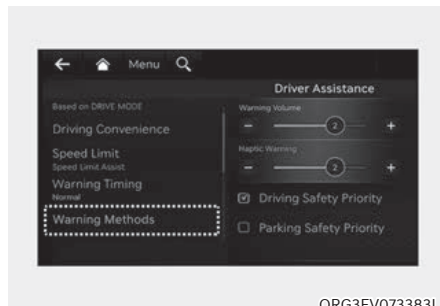 Menu
Driver Assistance
Based on DRIVE MODE
Driving Convenience
Speed Limit
Speed Limit Assist
Warning Timing
Normal
Warning Methods
Warning Volume
− 2 +
Haptic Warning
− 2 +
Driving Safety Priority
Parking Safety Priority